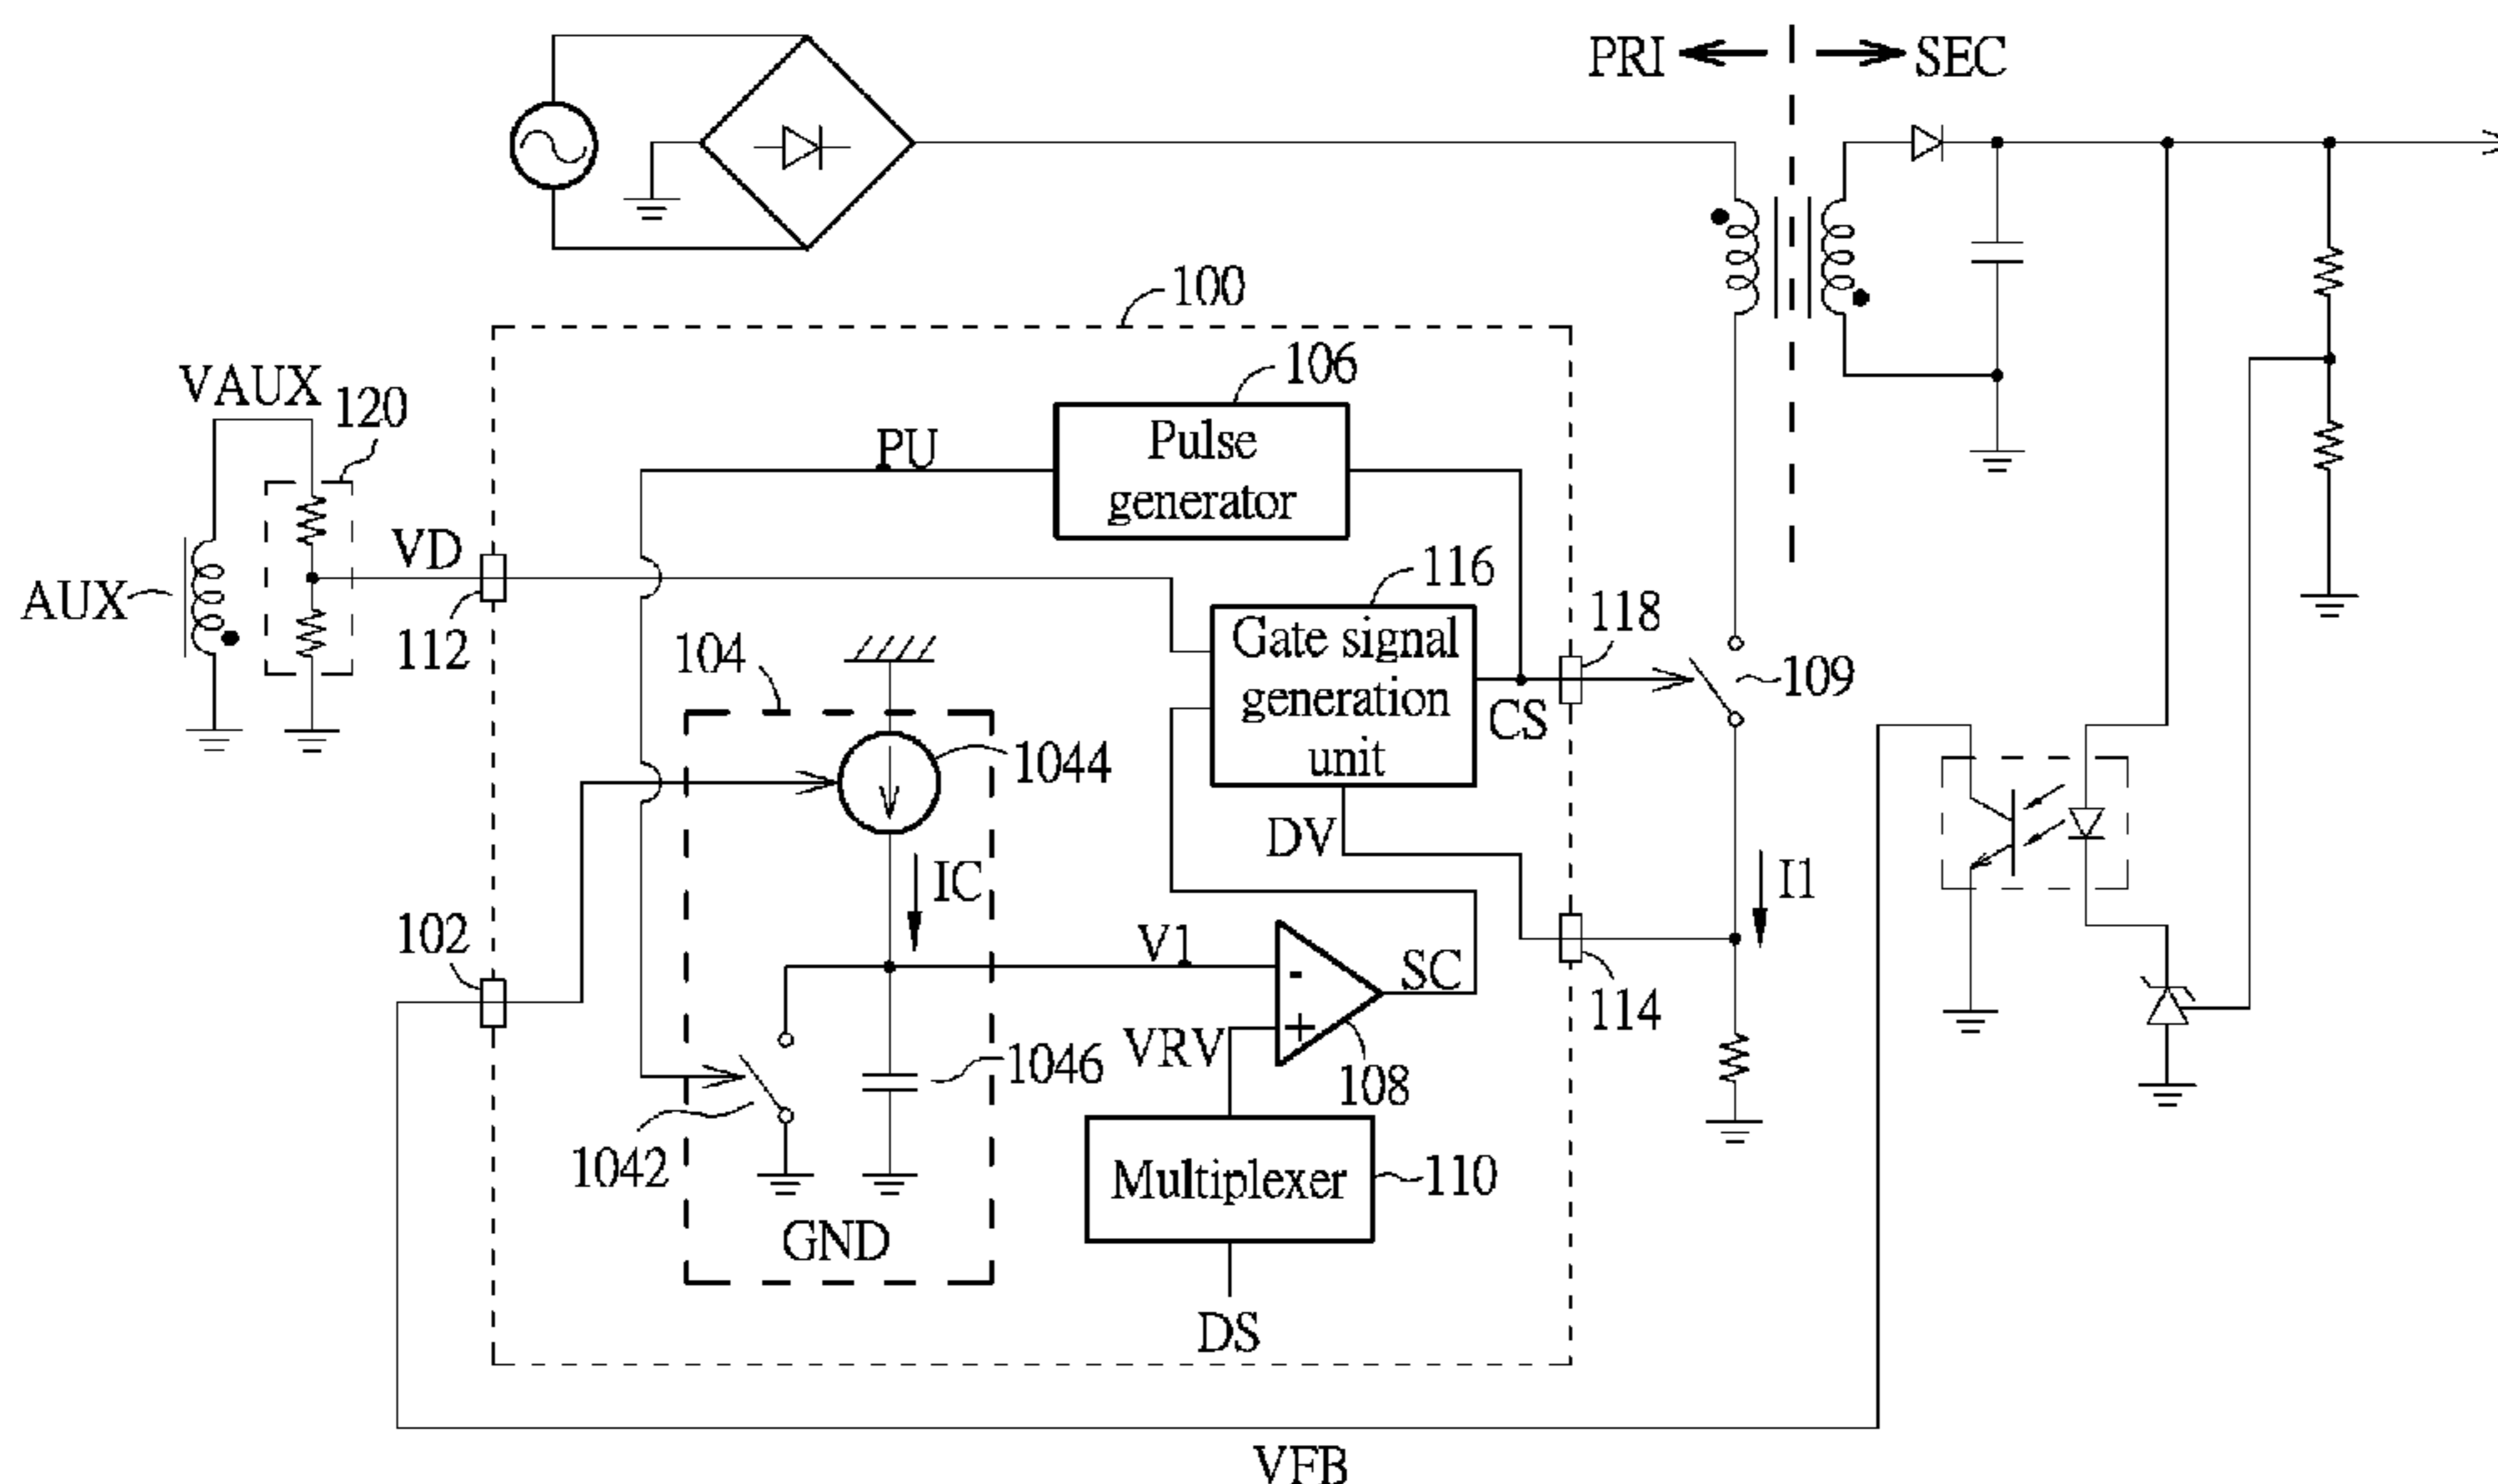 PRI
SEC
100
106
VAUX
120
PU
Pulse
generator
VD
116
AUX
112
118
104
Gate signal
generation
unit
109
CS
1044
DV
IC
I1
102
V1
SC
-
+
114
VRV
1046
108
1042
Multiplexer
110
GND
DS
VFB